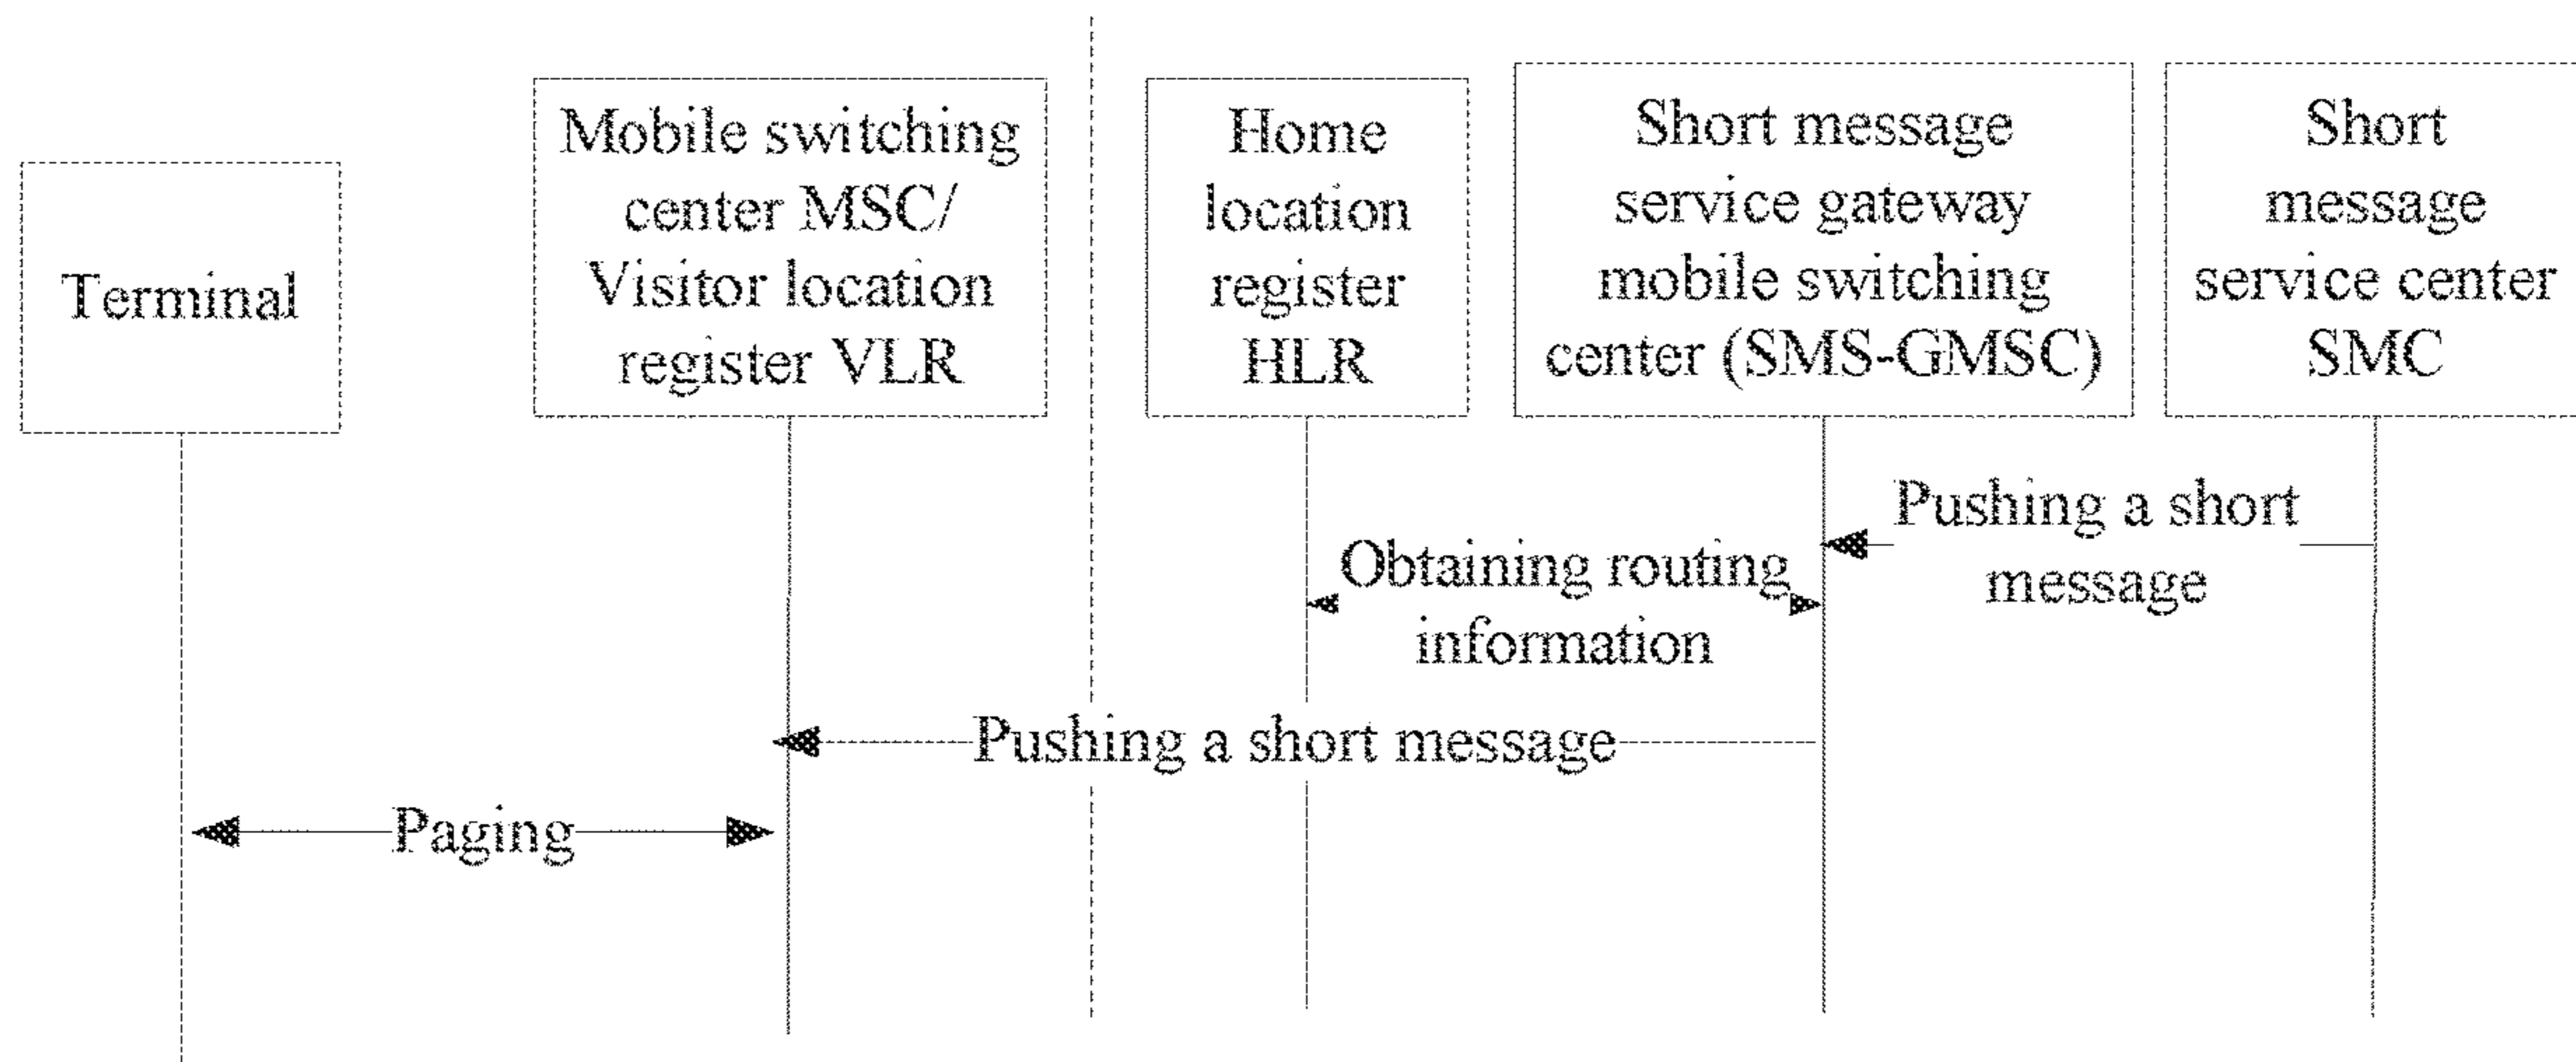 Terminal
Mobile switching
center MSC/
Visitor location
register VLR
Home
location
register
HLR
Short message
service gateway
mobile switching
center (SMS-GMSC)
Short
message
service center
SMC
Pushing a short
message
Obtaining routing
information
Pushing a short message
Paging